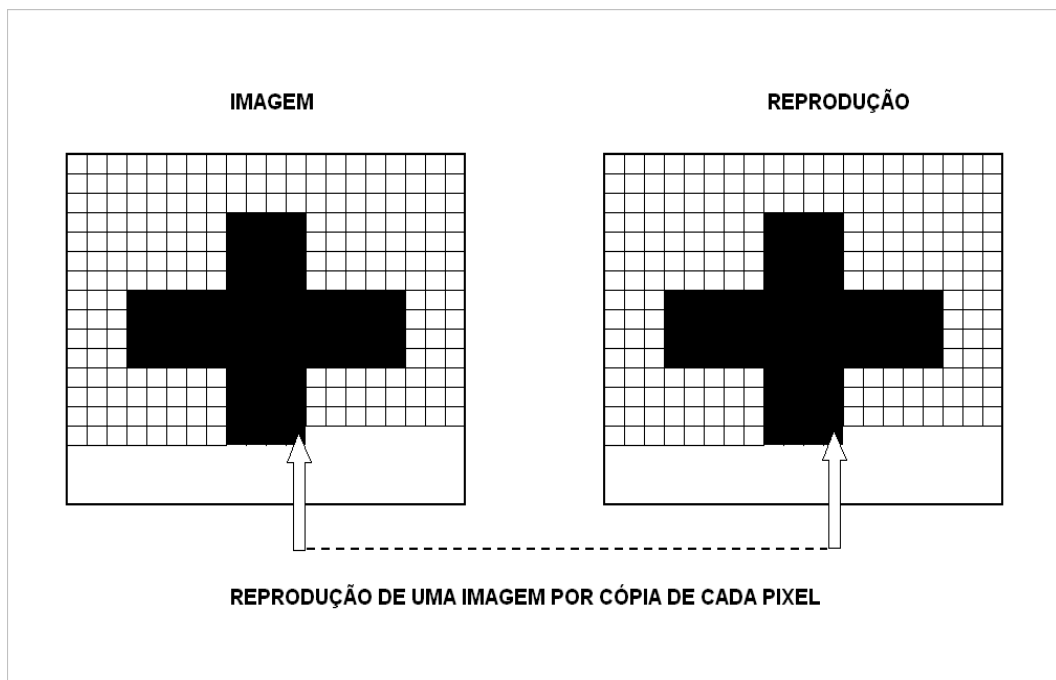 IMAGEM
REPRODUÇÃO
REPRODUÇÃO DE UMA IMAGEM POR CÓPIA DE CADA PIXEL